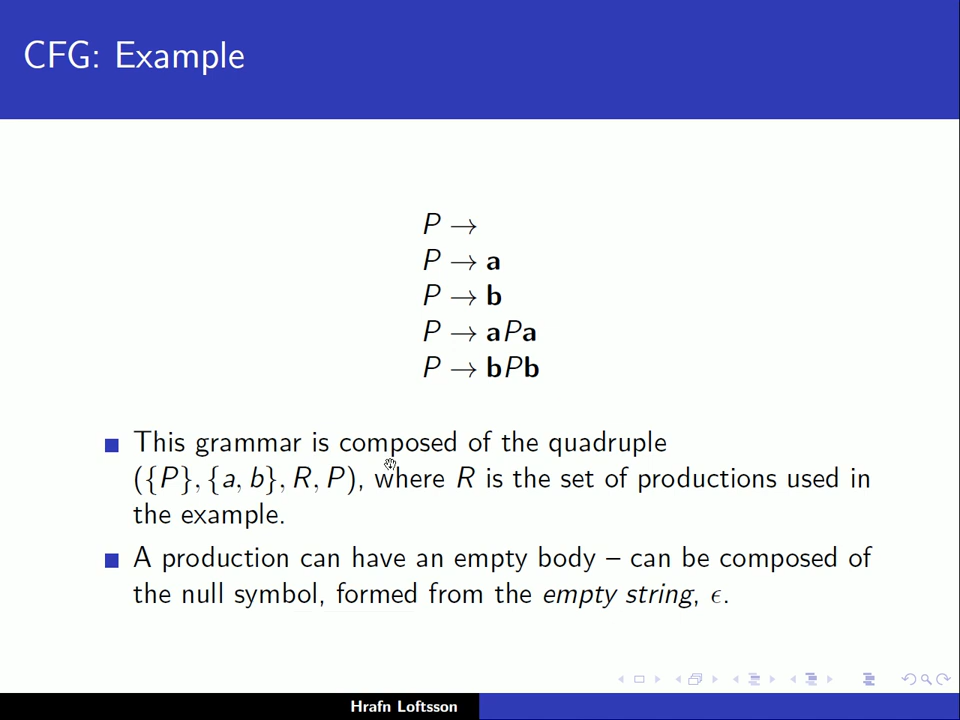 CFG: Example
P →
P → a
P → b
P → aPa
P → bPb
This grammar is composed of the quadruple
({P}, {a, b}, R, P), where R is the set of productions used in
the example.
A production can have an empty body – can be composed of
the null symbol, formed from the empty string, ϵ.
Hrafn Loftsson